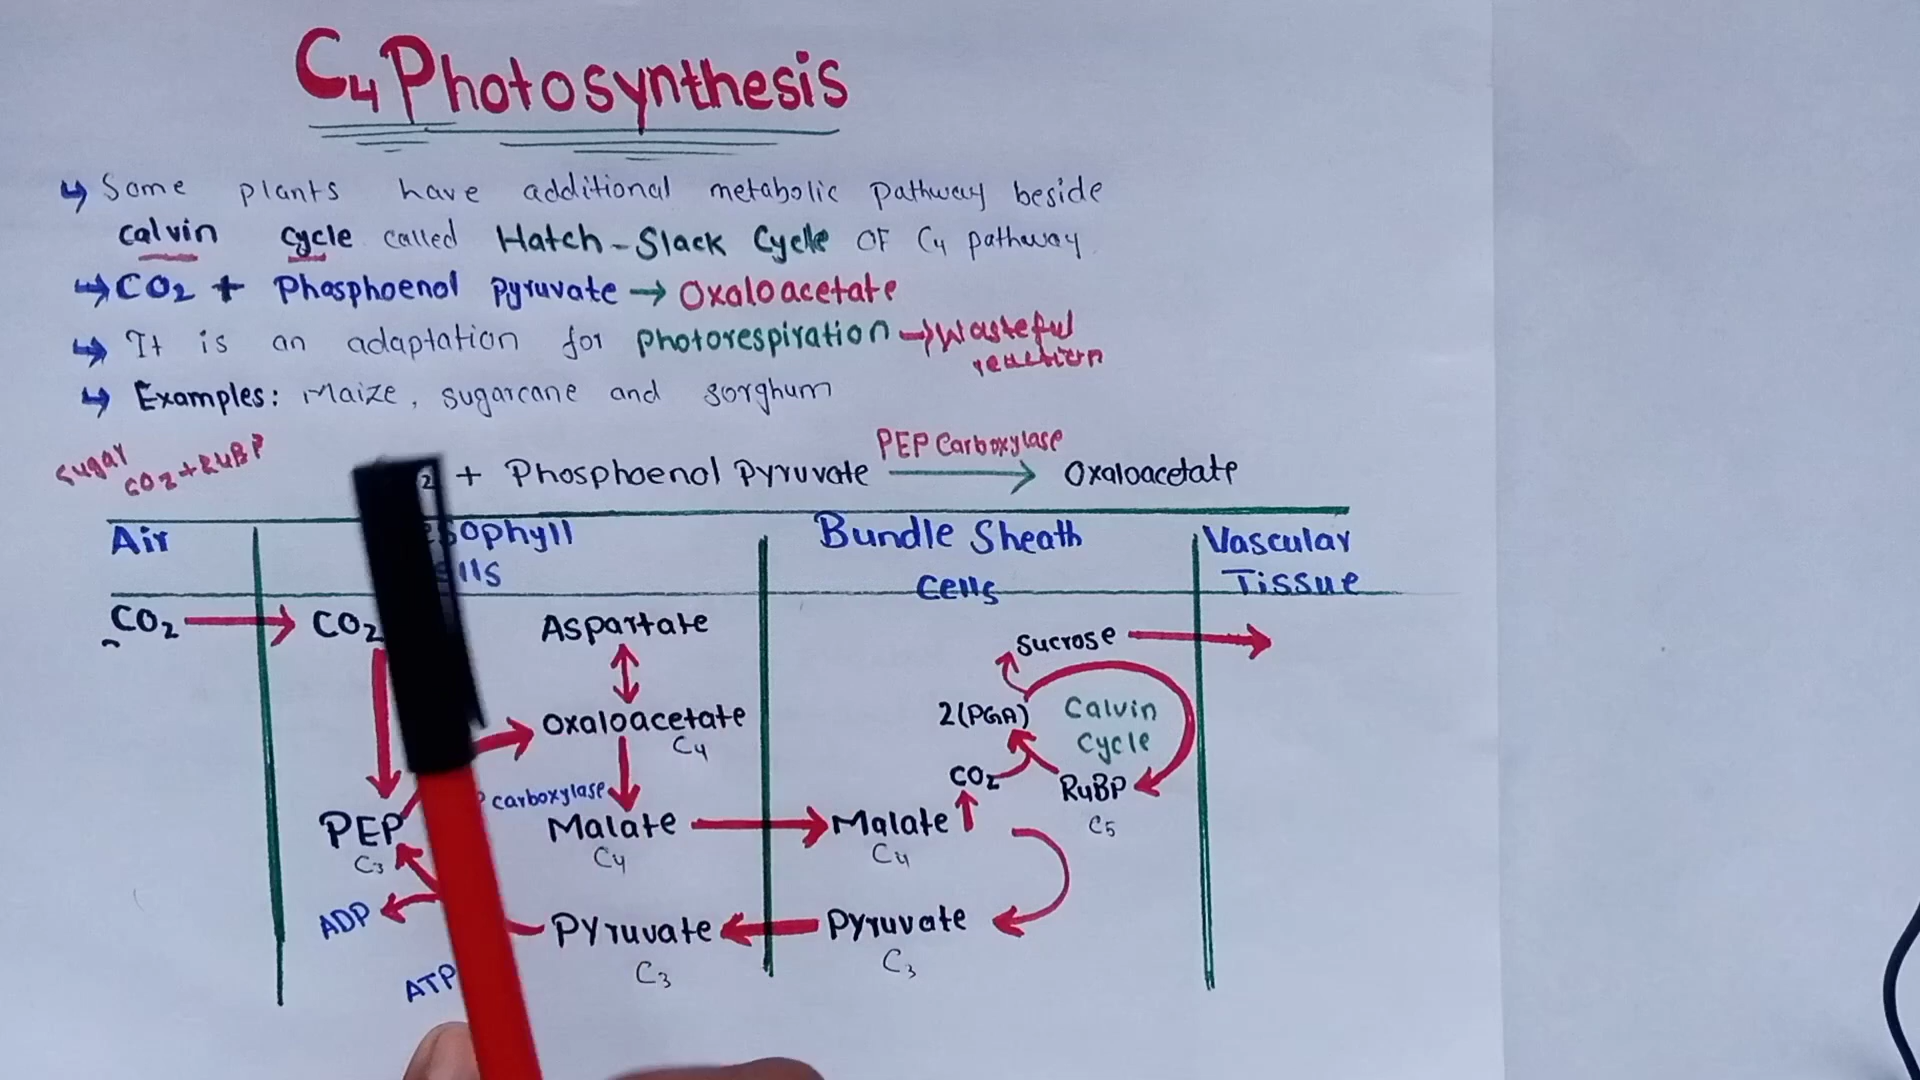 C4 Photosynthesis
↳ Some plants have additional metabolic pathway beside
calvin cycle called Hatch-Slack Cycle OF C4 pathway
→ CO2 + Phosphoenol pyruvate → Oxaloacetate
→ It is an adaptation for photorespiration → Wasteful
reaction
↳ Examples: Maize, sugarcane and sorghum
Sugar
CO2 + RuBP
PEP Carboxylase
2 + Phosphoenol Pyruvate → Oxaloacetate
Air
sophyll
Bundle Sheath
Cells
Vascular
Tissue
CO2 → CO2
Aspartate
Sucrose
Oxaloacetate
C4
2(PGA)
Calvin
Cycle
CO2
RuBP
C5
carboxylase
PEP
C3
Malate
C4
Malate
C4
ADP
Pyruvate
C3
Pyruvate
C3
ATP